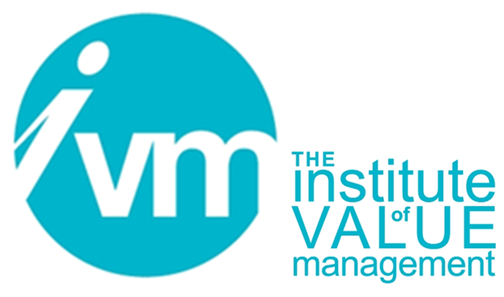 ivm
THE
institute
of
VALUE
management